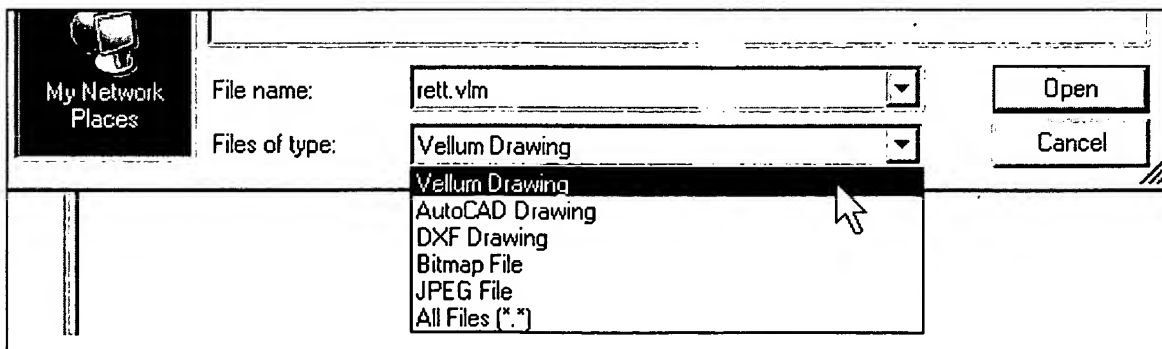 My Network
Places
File name:
rett.vlm
Open
Files of type:
Vellum Drawing
Cancel
Vellum Drawing
AutoCAD Drawing
DXF Drawing
Bitmap File
JPEG File
All Files (*.*)